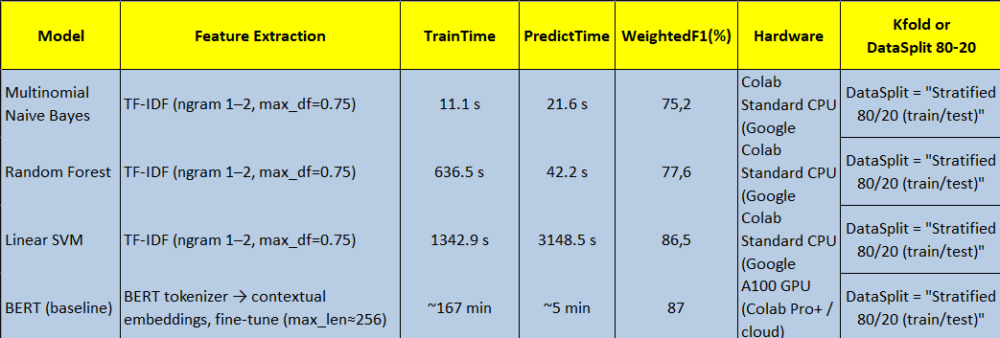 Model Feature Extraction TrainTime PredictTime WeightedF1(%) Hardware Kfold or
DataSplit 80-20
Multinomial
Naive Bayes TF-IDF (ngram 1–2, max_df=0.75) 11.1 s 21.6 s 75,2 Colab
Standard CPU
(Google DataSplit = "Stratified
80/20 (train/test)"
Random Forest TF-IDF (ngram 1–2, max_df=0.75) 636.5 s 42.2 s 77,6 Colab
Standard CPU
(Google DataSplit = "Stratified
80/20 (train/test)"
Linear SVM TF-IDF (ngram 1–2, max_df=0.75) 1342.9 s 3148.5 s 86,5 Colab
Standard CPU
(Google DataSplit = "Stratified
80/20 (train/test)"
BERT (baseline) BERT tokenizer → contextual
embeddings, fine-tune (max_len≈256) ~167 min ~5 min 87 A100 GPU
(Colab Pro+ /
cloud) DataSplit = "Stratified
80/20 (train/test)"